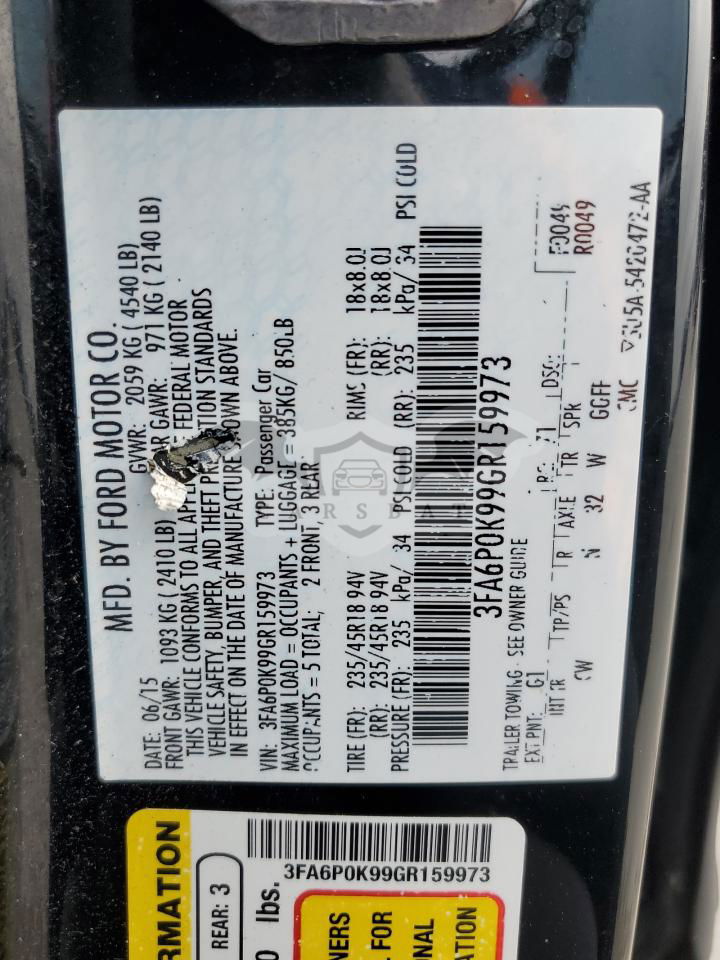 MFD. BY FORD MOTOR CO.
DATE: 06/15 GVWR: 2059 KG ( 4540 LB)
FRONT GAWR: 1093 KG ( 2410 LB) GAWR: 971 KG ( 2140 LB)
THIS VEHICLE CONFORMS TO ALL FEDERAL MOTOR
VEHICLE SAFETY, BUMPER, AND THEFT STANDARDS
IN EFFECT ON THE DATE OF MANUFACTURE SHOWN ABOVE.
VIN: 3FA6P0K99GR159973 TYPE: Passenger Car
MAXIMUM LOAD = OCCUPANTS + LUGGAGE = 385KG/ 850LB
OCCUPANTS = 5 TOTAL; 2 FRONT, 3 REAR
TIRE (FR): 235/45R18 94V RIMS (FR): 18x8.0J
(RR): 235/45R18 94V (RR): 18x8.0J
PRESSURE (FR): 235 kPa/ 34 PSI COLD (RR): 235 kPa/ 34 PSI COLD
3FA6P0K99GR159973
TRAILER TOWING - SEE OWNER GUIDE
EXT PNT: G1 DSO:
INT TR TP/PS R AXLE TR SPR
CW 32 W GGFF
F0049
R0049
3FA6P0K99GR159973
REAR: 3
lbs.